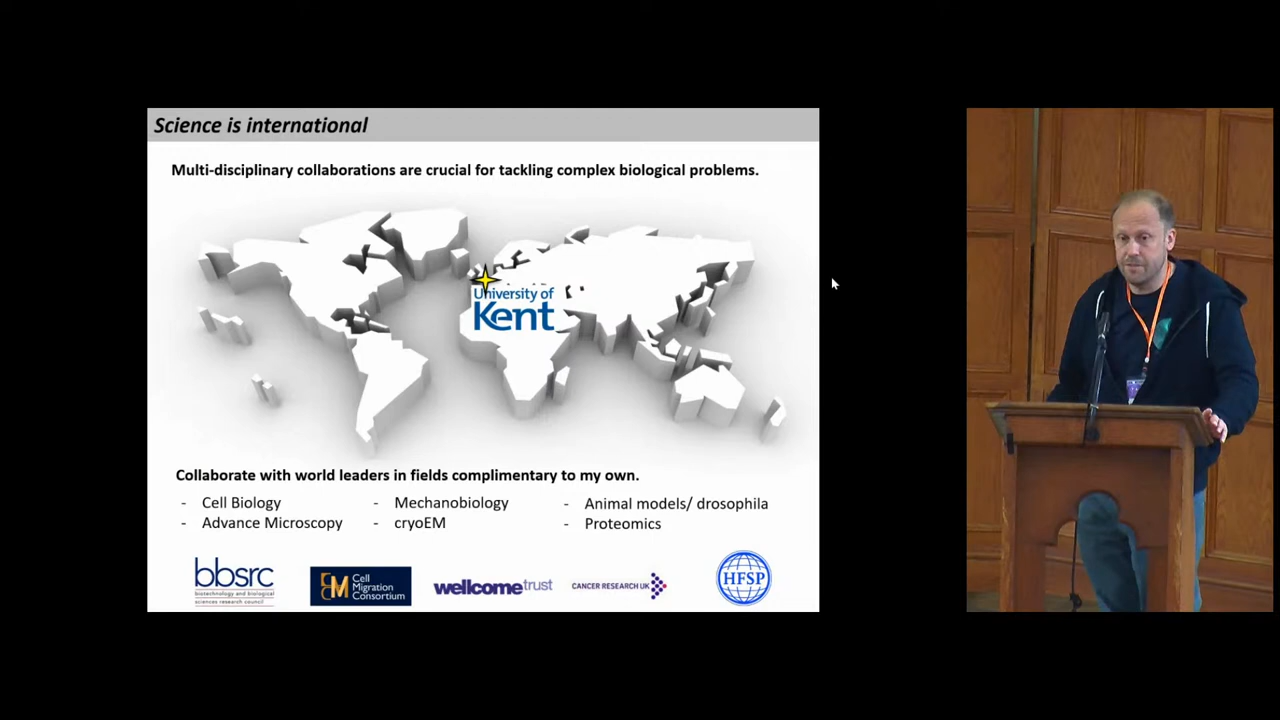 Science is international
Multi-disciplinary collaborations are crucial for tackling complex biological problems.
University of
Kent
Collaborate with world leaders in fields complimentary to my own.
- Cell Biology
- Advance Microscopy
- Mechanobiology
- cryoEM
- Animal models/ drosophila
- Proteomics
bbsrc
biotechnology and biological
sciences research council
Cell
Migration
Consortium
wellcometrust
CANCER RESEARCH UK
HFSP